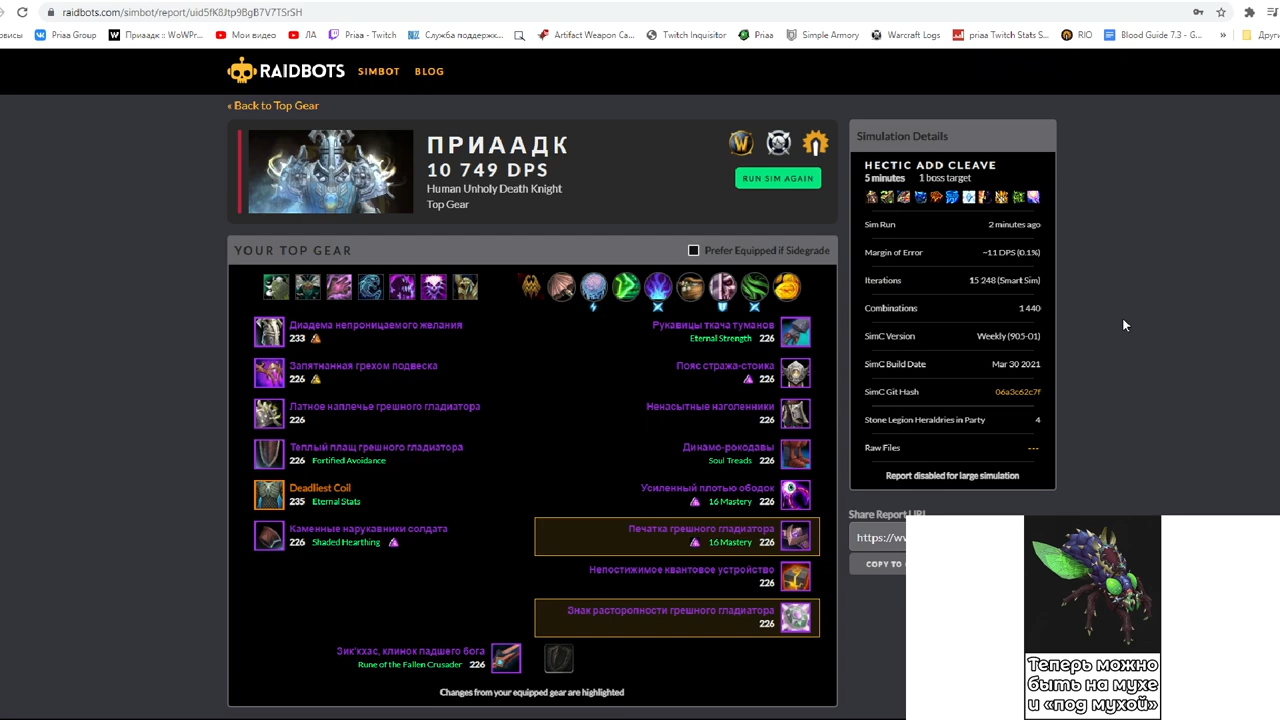 raidbots.com/simbot/report/uid5fK8Jtp9BgB7V7TSrSH
Priaa Group
Приаадк :: WoWPr...
Мои видео
ЛА
Priaa - Twitch
Служба поддержк...
Artifact Weapon Ca...
Twitch Inquisitor
Priaa
Simple Armory
Warcraft Logs
priaa Twitch Stats S...
RIO
Blood Guide 7.3 - G...
»
RAIDBOTS
SIMBOT
BLOG
« Back to Top Gear
ПРИААДК
10 749 DPS
Human Unholy Death Knight
Top Gear
RUN SIM AGAIN
YOUR TOP GEAR
Prefer Equipped if Sidegrade
Диадема непроницаемого желания
233
Запятнанная грехом подвеска
226
Латное наплечье грешного гладиатора
226
Теплый плащ грешного гладиатора
226 Fortified Avoidance
Deadliest Coil
235 Eternal Stats
Каменные нарукавники солдата
226 Shaded Hearthing
Рукавицы ткача туманов
Eternal Strength 226
Пояс стража-стоика
226
Ненасытные наголенники
226
Динамо-рокодавы
Soul Treads 226
Усиленный плотью ободок
16 Mastery 226
Печатка грешного гладиатора
16 Mastery 226
Непостижимое квантовое устройство
226
Знак расторопности грешного гладиатора
226
Зик'кхас, клинок падшего бога
Rune of the Fallen Crusader 226
Changes from your equipped gear are highlighted
Simulation Details
HECTIC ADD CLEAVE
5 minutes 1 boss target
Sim Run 2 minutes ago
Margin of Error ~11 DPS (0.1%)
Iterations 15 248 (Smart Sim)
Combinations 1 440
SimC Version Weekly (905-01)
SimC Build Date Mar 30 2021
SimC Git Hash 06a3c62c7f
Stone Legion Heraldries in Party 4
Raw Files ---
Report disabled for large simulation
Share Report URL
https://ww
COPY TO
Теперь можно
быть на мухе
и «под мухой»